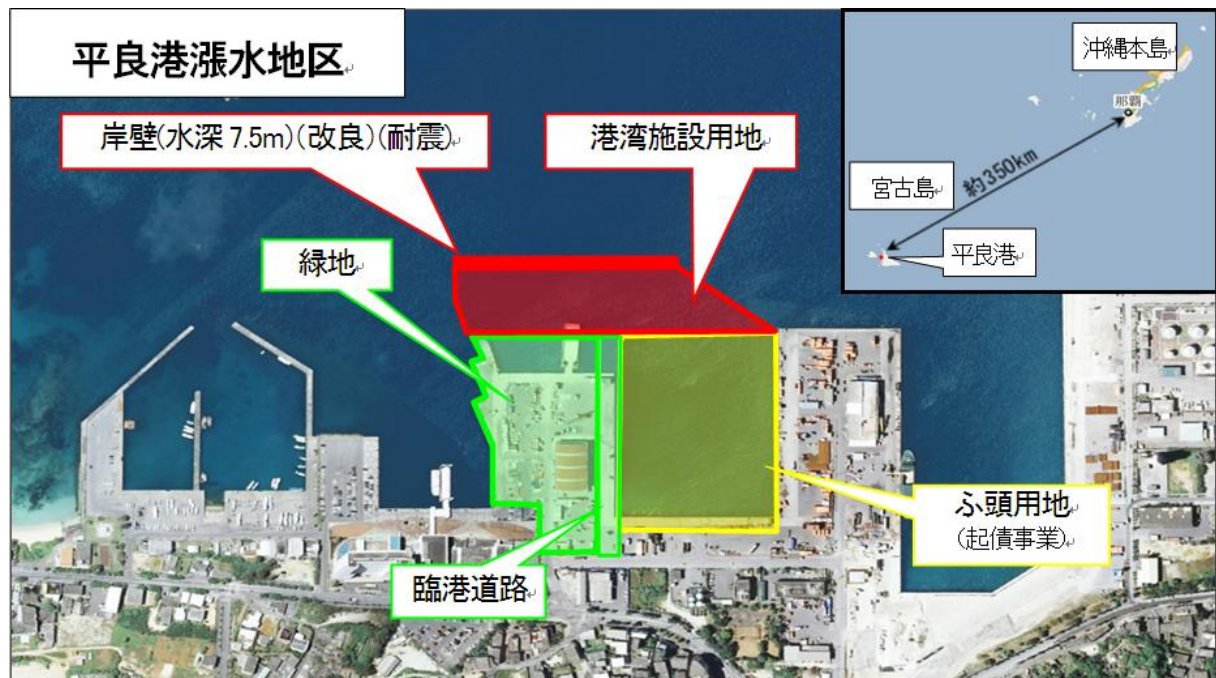 平良港漲水地区
岸壁(水深 7.5m)(改良)(耐震)
港湾施設用地
緑地
臨港道路
ふ頭用地
(起債事業)
沖縄本島
那覇
約350km
宮古島
平良港